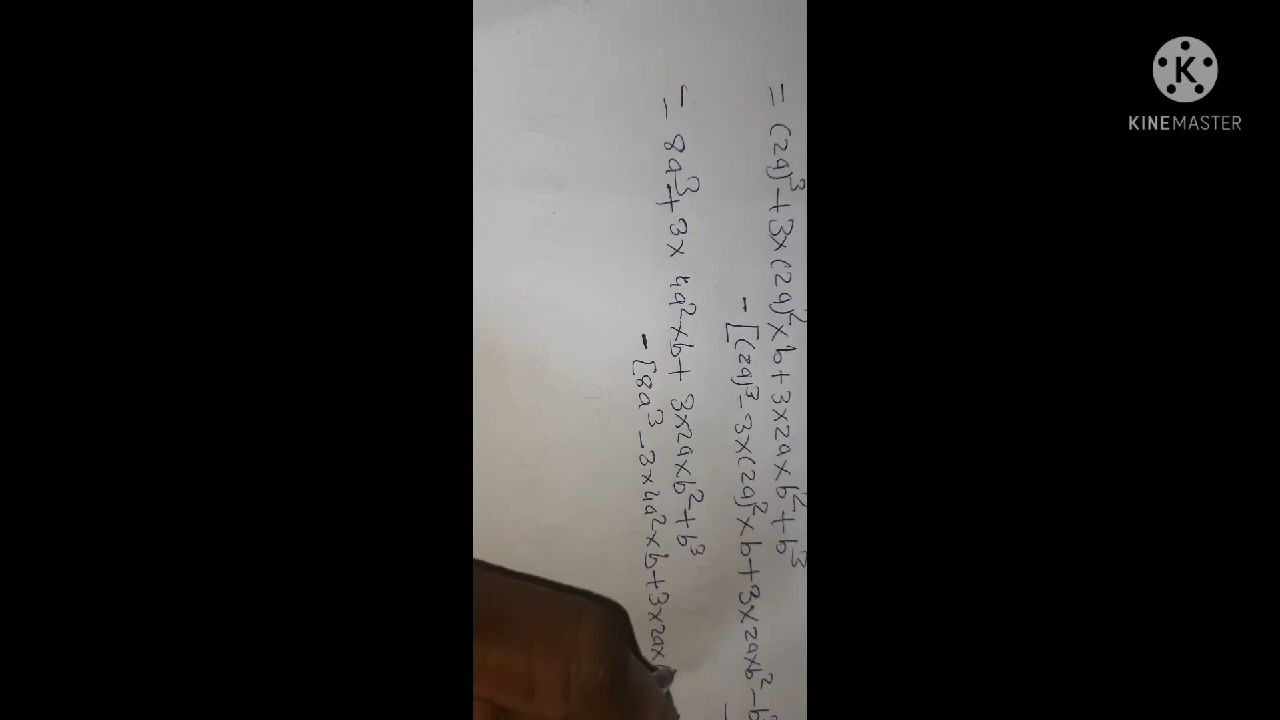 = (2a)³ + 3×(2a)²×b + 3×2a×b² + b³
- [(2a)³ - 3×(2a)²×b + 3×2a×b² - b³
= 8a³ + 3× 4a²×b + 3×2a×b² + b³
- [8a³ - 3×4a²×b + 3×2a×
KINEMASTER